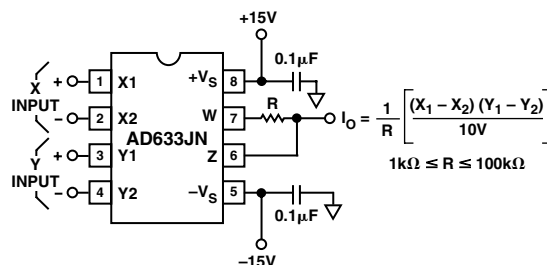 +15V
0.1μF
X
INPUT
+
1
X1
+VS
8
–
2
X2
W
7
R
AD633JN
IO = 1/R [(X1 – X2) (Y1 – Y2) / 10V]
1kΩ ≤ R ≤ 100kΩ
Y
INPUT
+
3
Y1
Z
6
–
4
Y2
–VS
5
0.1μF
–15V